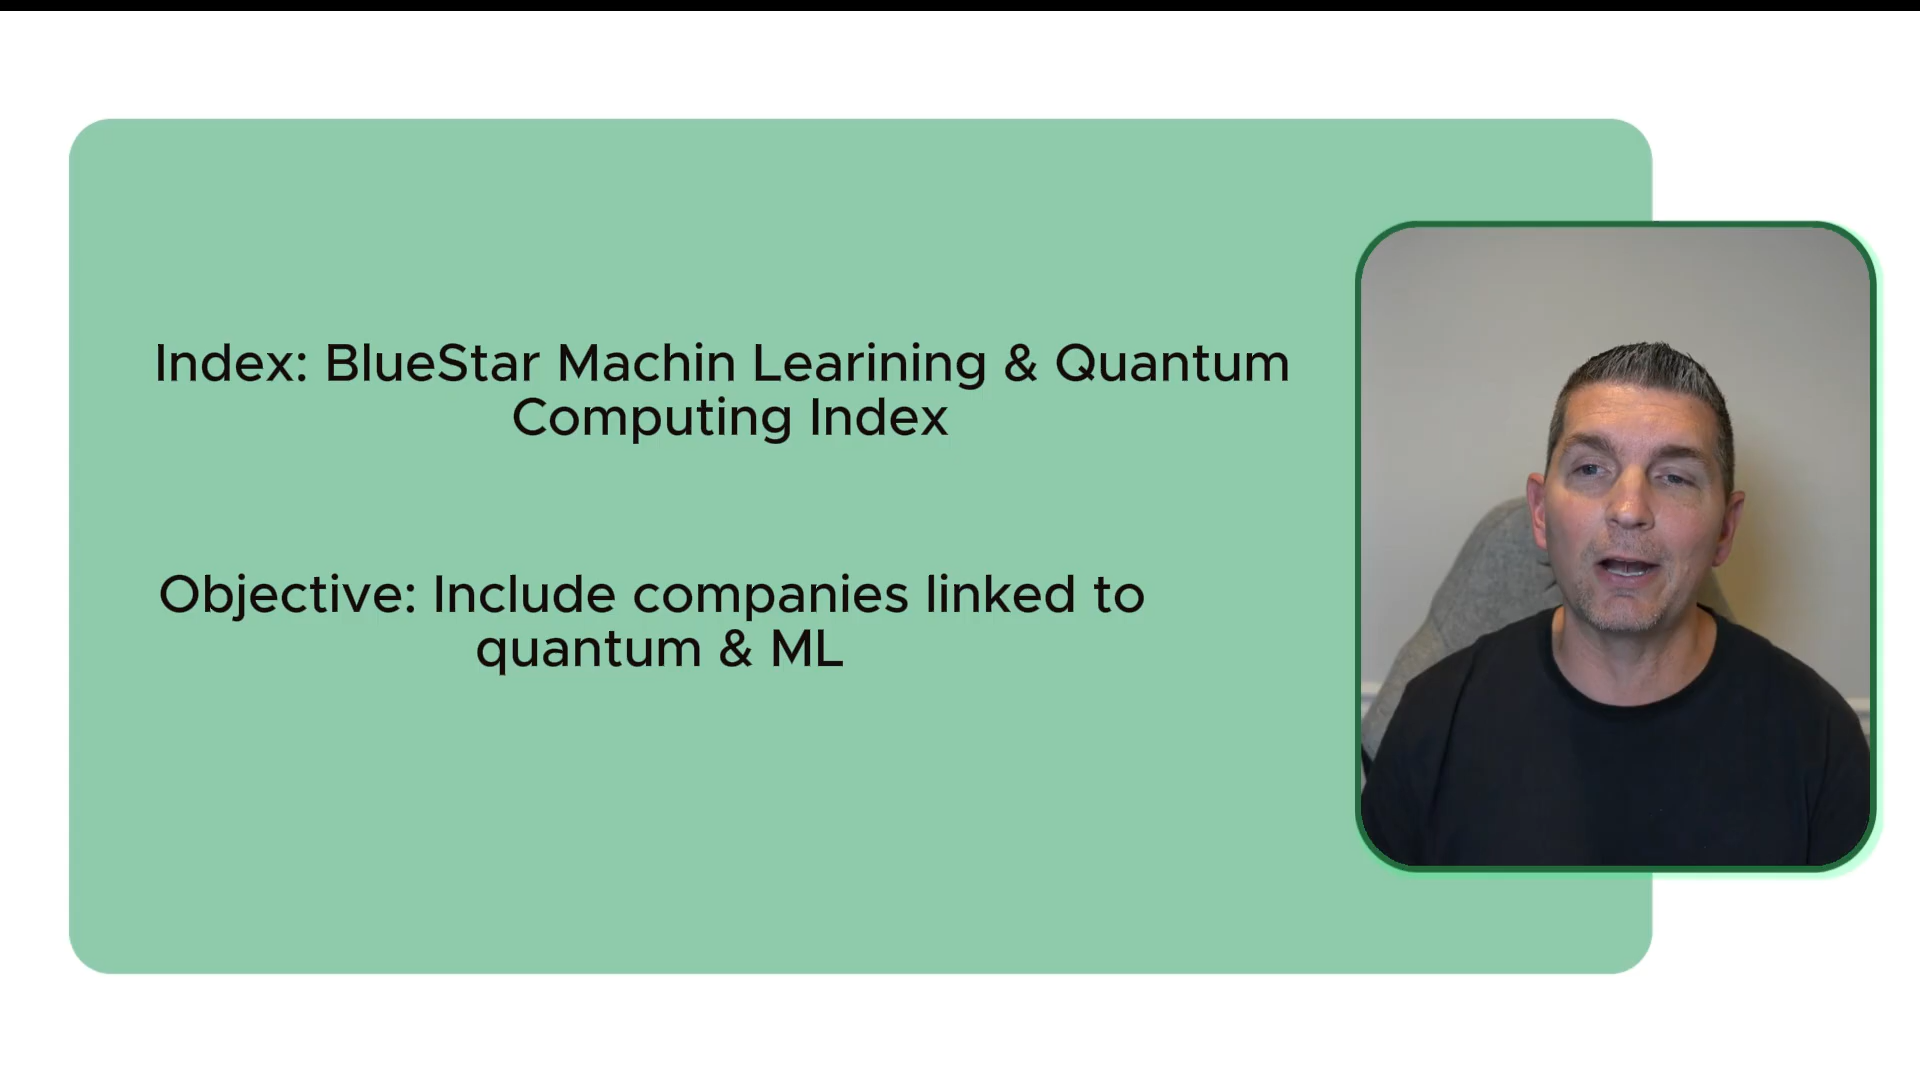 Index: BlueStar Machin Learining & Quantum
Computing Index
Objective: Include companies linked to
quantum & ML